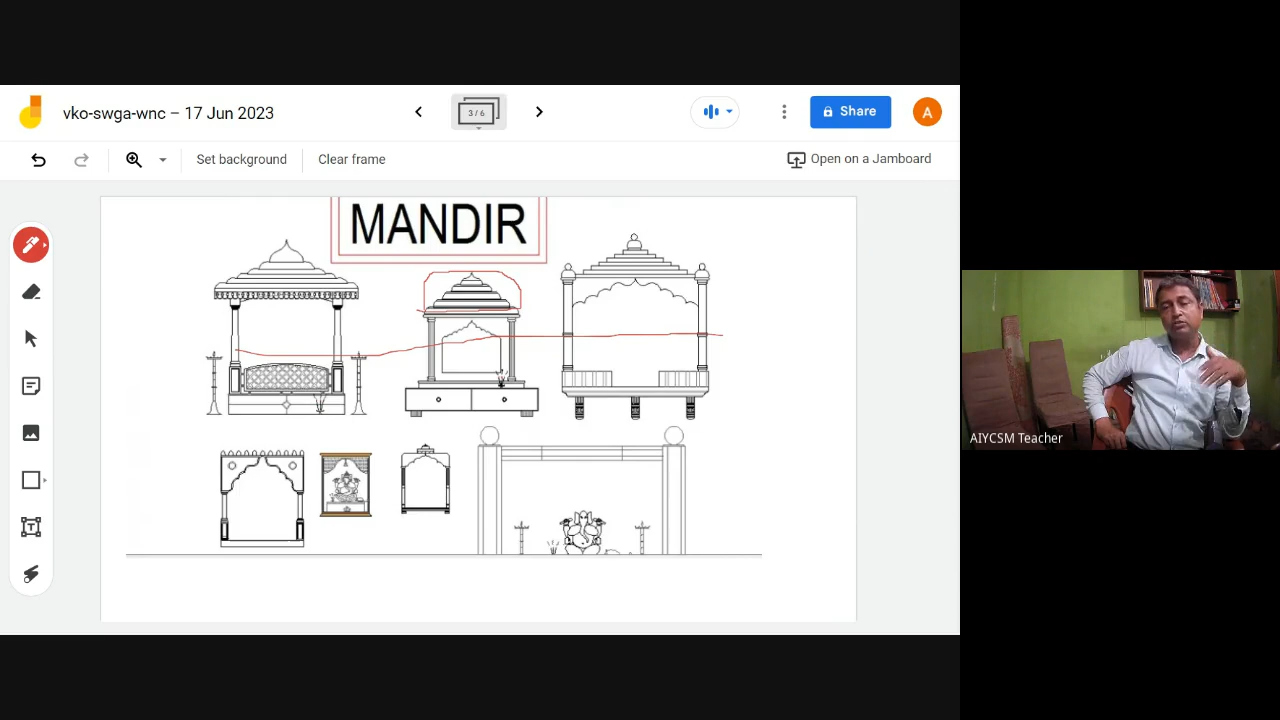 vko-swga-wnc – 17 Jun 2023
3 / 6
Share
A
Set background
Clear frame
Open on a Jamboard
MANDIR
T
AIYCSM Teacher